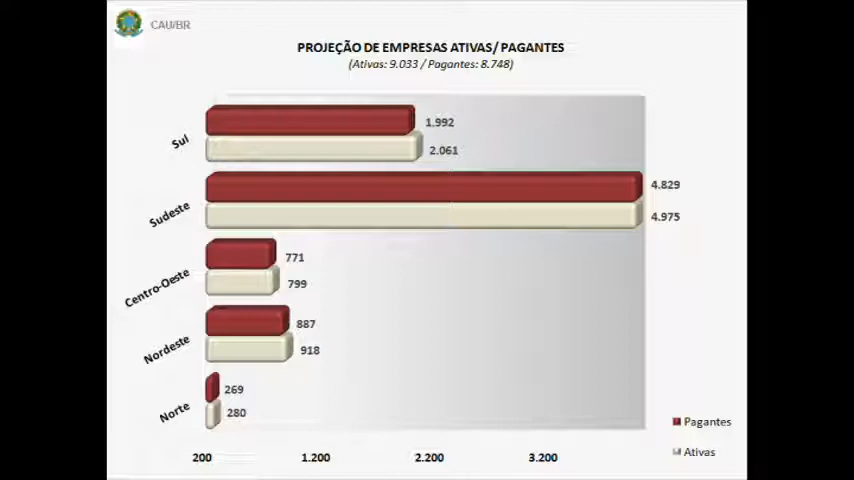 CAU/BR
PROJEÇÃO DE EMPRESAS ATIVAS/ PAGANTES
(Ativas: 9.033 / Pagantes: 8.748)
Sul
1.992
2.061
Sudeste
4.829
4.975
Centro-Oeste
771
799
Nordeste
887
918
Norte
269
280
Pagantes
Ativas
200 1.200 2.200 3.200